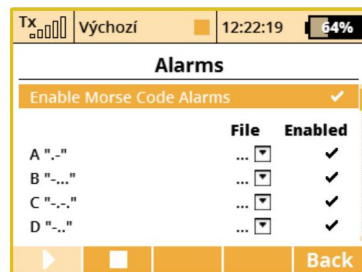 Tx Výchozí 12:22:19 64%
Alarms
Enable Morse Code Alarms
File Enabled
A ".-" ...
B "-..." ...
C "-.-." ...
D "-.." ...
Back